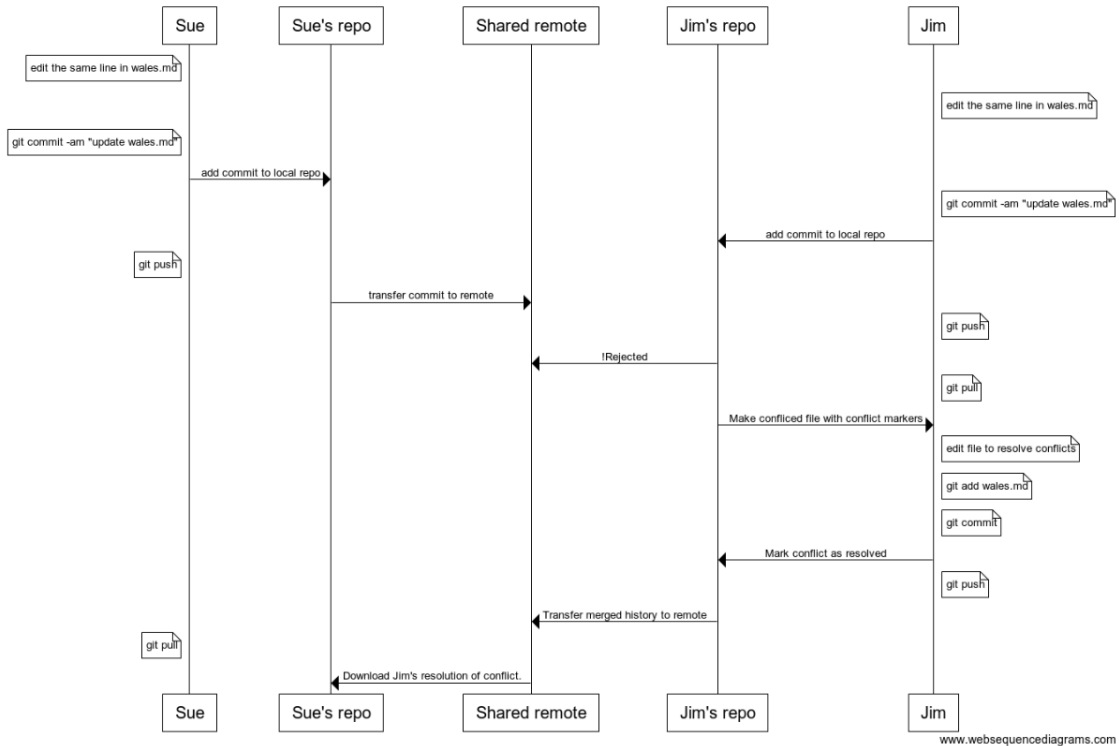 Sue
Sue's repo
Shared remote
Jim's repo
Jim
edit the same line in wales.md
edit the same line in wales.md
git commit -am "update wales.md"
add commit to local repo
git commit -am "update wales.md"
add commit to local repo
git push
transfer commit to remote
git push
!Rejected
git pull
Make confliced file with conflict markers
edit file to resolve conflicts
git add wales.md
git commit
Mark conflict as resolved
git push
Transfer merged history to remote
git pull
Download Jim's resolution of conflict.
Sue
Sue's repo
Shared remote
Jim's repo
Jim
www.websequencediagrams.com